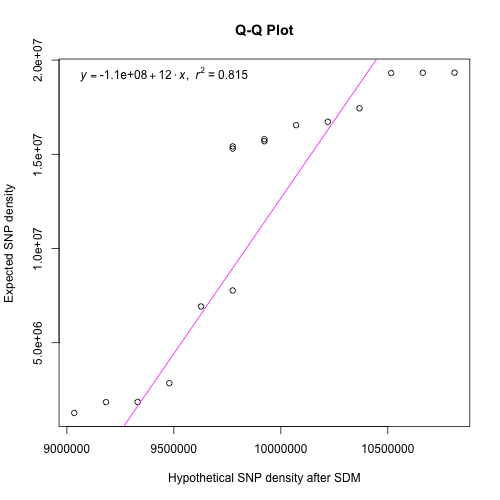 Q-Q Plot
y = -1.1e+08 + 12 · x, r² = 0.815
2.0e+07
1.5e+07
1.0e+07
5.0e+06
Expected SNP density
9000000 9500000 10000000 10500000
Hypothetical SNP density after SDM